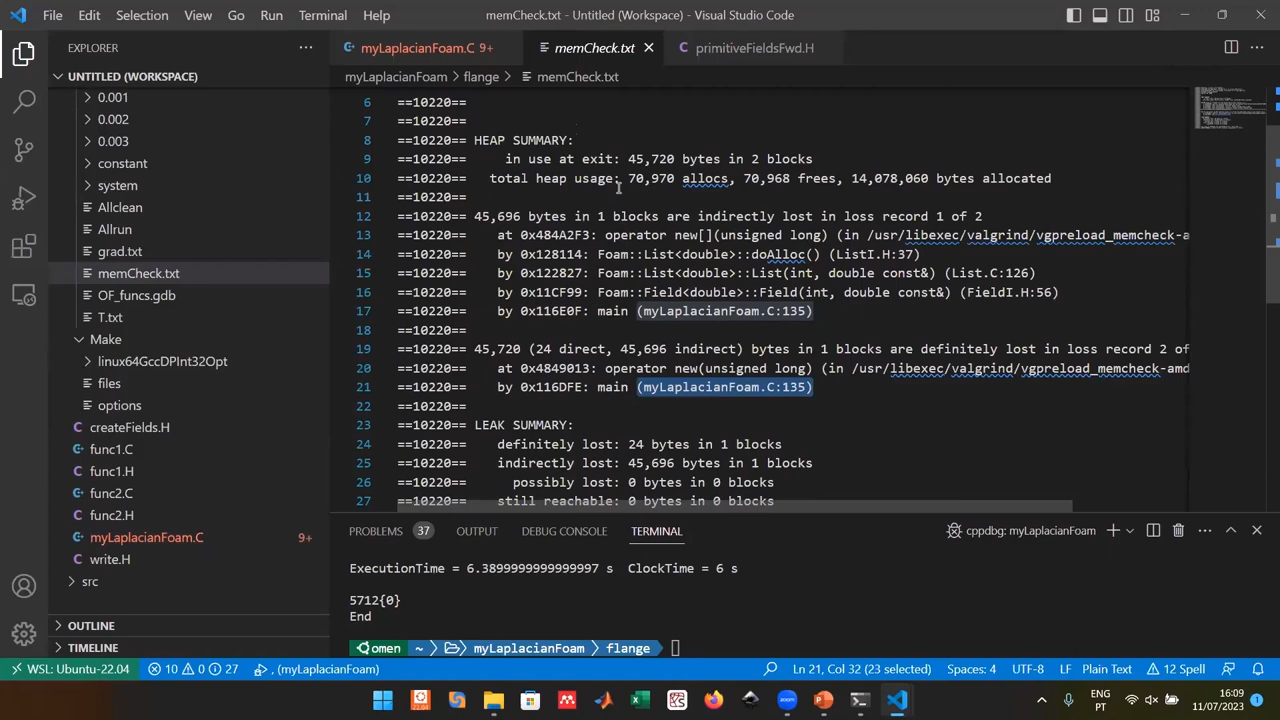 File Edit Selection View Go Run Terminal Help memCheck.txt - Untitled (Workspace) - Visual Studio Code
EXPLORER
UNTITLED (WORKSPACE)
0.001
0.002
0.003
constant
system
Allclean
Allrun
grad.txt
memCheck.txt
OF_funcs.gdb
T.txt
Make
linux64GccDPInt32Opt
files
options
createFields.H
func1.C
func1.H
func2.C
func2.H
myLaplacianFoam.C 9+
write.H
src
OUTLINE
TIMELINE
myLaplacianFoam.C 9+ memCheck.txt primitiveFieldsFwd.H
myLaplacianFoam > flange > memCheck.txt
6 ==10220==
7 ==10220==
8 ==10220== HEAP SUMMARY:
9 ==10220==     in use at exit: 45,720 bytes in 2 blocks
10 ==10220==   total heap usage: 70,970 allocs, 70,968 frees, 14,078,060 bytes allocated
11 ==10220==
12 ==10220== 45,696 bytes in 1 blocks are indirectly lost in loss record 1 of 2
13 ==10220==    at 0x484A2F3: operator new[](unsigned long) (in /usr/libexec/valgrind/vgpreload_memcheck-a
14 ==10220==    by 0x128114: Foam::List<double>::doAlloc() (ListI.H:37)
15 ==10220==    by 0x122827: Foam::List<double>::List(int, double const&) (List.C:126)
16 ==10220==    by 0x11CF99: Foam::Field<double>::Field(int, double const&) (FieldI.H:56)
17 ==10220==    by 0x116E0F: main (myLaplacianFoam.C:135)
18 ==10220==
19 ==10220== 45,720 (24 direct, 45,696 indirect) bytes in 1 blocks are definitely lost in loss record 2 of
20 ==10220==    at 0x4849013: operator new(unsigned long) (in /usr/libexec/valgrind/vgpreload_memcheck-amd
21 ==10220==    by 0x116DFE: main (myLaplacianFoam.C:135)
22 ==10220==
23 ==10220== LEAK SUMMARY:
24 ==10220==    definitely lost: 24 bytes in 1 blocks
25 ==10220==    indirectly lost: 45,696 bytes in 1 blocks
26 ==10220==      possibly lost: 0 bytes in 0 blocks
27 ==10220==    still reachable: 0 bytes in 0 blocks
PROBLEMS 37 OUTPUT DEBUG CONSOLE TERMINAL cppdbg: myLaplacianFoam
ExecutionTime = 6.3899999999999997 s  ClockTime = 6 s
5712{0}
End
omen ~ myLaplacianFoam flange
WSL: Ubuntu-22.04 10 0 27 , (myLaplacianFoam) Ln 21, Col 32 (23 selected) Spaces: 4 UTF-8 LF Plain Text 12 Spell
ENG
PT
16:09
11/07/2023